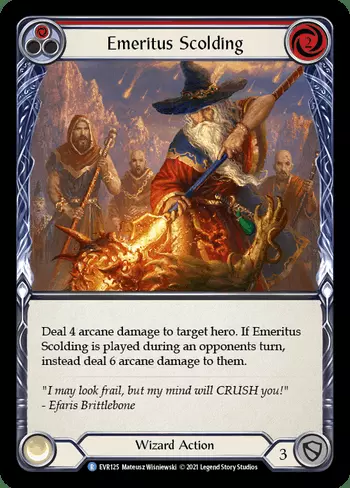 Emeritus Scolding
2
Deal 4 arcane damage to target hero. If Emeritus
Scolding is played during an opponents turn,
instead deal 6 arcane damage to them.
"I may look frail, but my mind will CRUSH you!"
- Efaris Brittlebone
Wizard Action
3
R EVR125 Mateusz Wiśniewski © 2021 Legend Story Studios